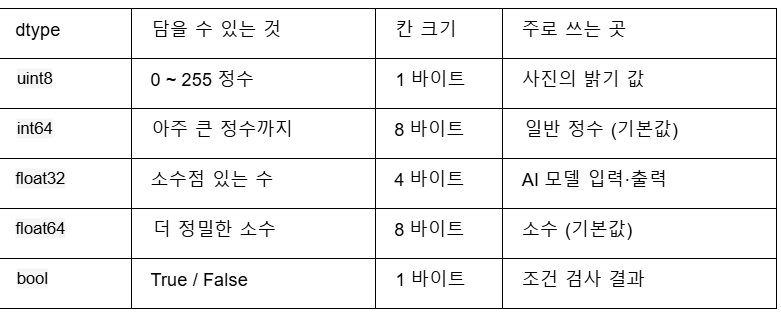 dtype 담을 수 있는 것 칸 크기 주로 쓰는 곳
uint8 0 ~ 255 정수 1 바이트 사진의 밝기 값
int64 아주 큰 정수까지 8 바이트 일반 정수 (기본값)
float32 소수점 있는 수 4 바이트 AI 모델 입력·출력
float64 더 정밀한 소수 8 바이트 소수 (기본값)
bool True / False 1 바이트 조건 검사 결과